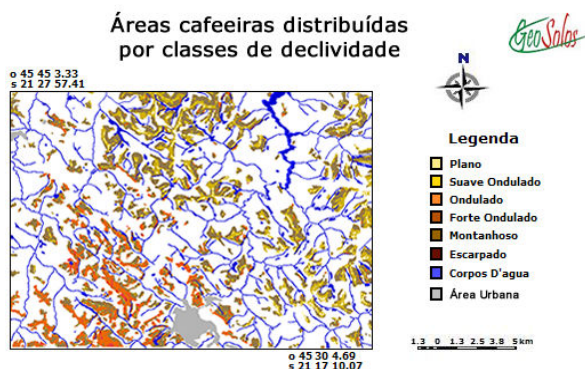 Áreas cafeeiras distribuídas
por classes de declividade
GeoSolos
o 45 45 3.33
s 21 27 57.41
N
Legenda
Plano
Suave Ondulado
Ondulado
Forte Ondulado
Montanhoso
Escarpado
Corpos D'agua
Área Urbana
o 45 30 4.69
s 21 17 10.07
1.3 0 1.3 2.5 3.8 5 km